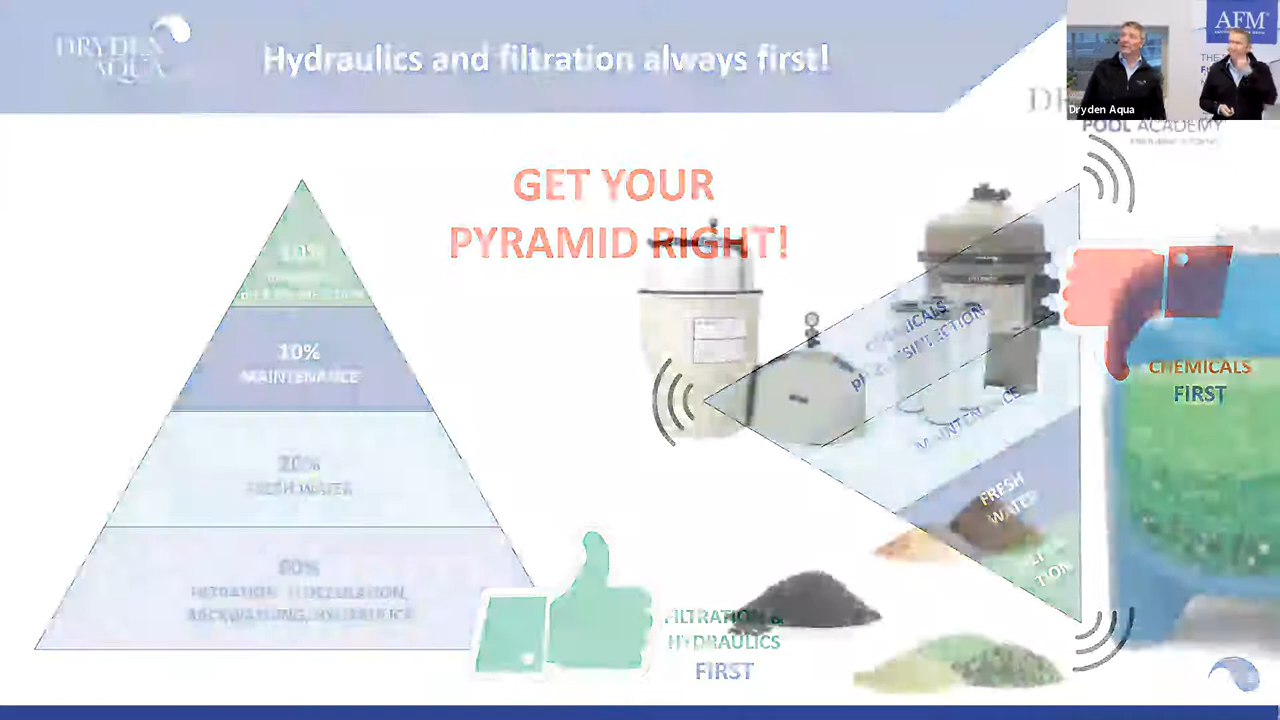 DRYDEN
AQUA
Hydraulics and filtration always first!
AFM
THE
Dryden Aqua
POOL ACADEMY
GET YOUR
PYRAMID RIGHT!
10%
MAINTENANCE
20%
FRESH WATER
60%
FILTRATION, FLOCCULATION,
BACKWASHING, HYDRAULICS
CHEMICALS
MAINTENANCE
FRESH
WATER
CHEMICALS
FIRST
FILTRATION &
HYDRAULICS
FIRST